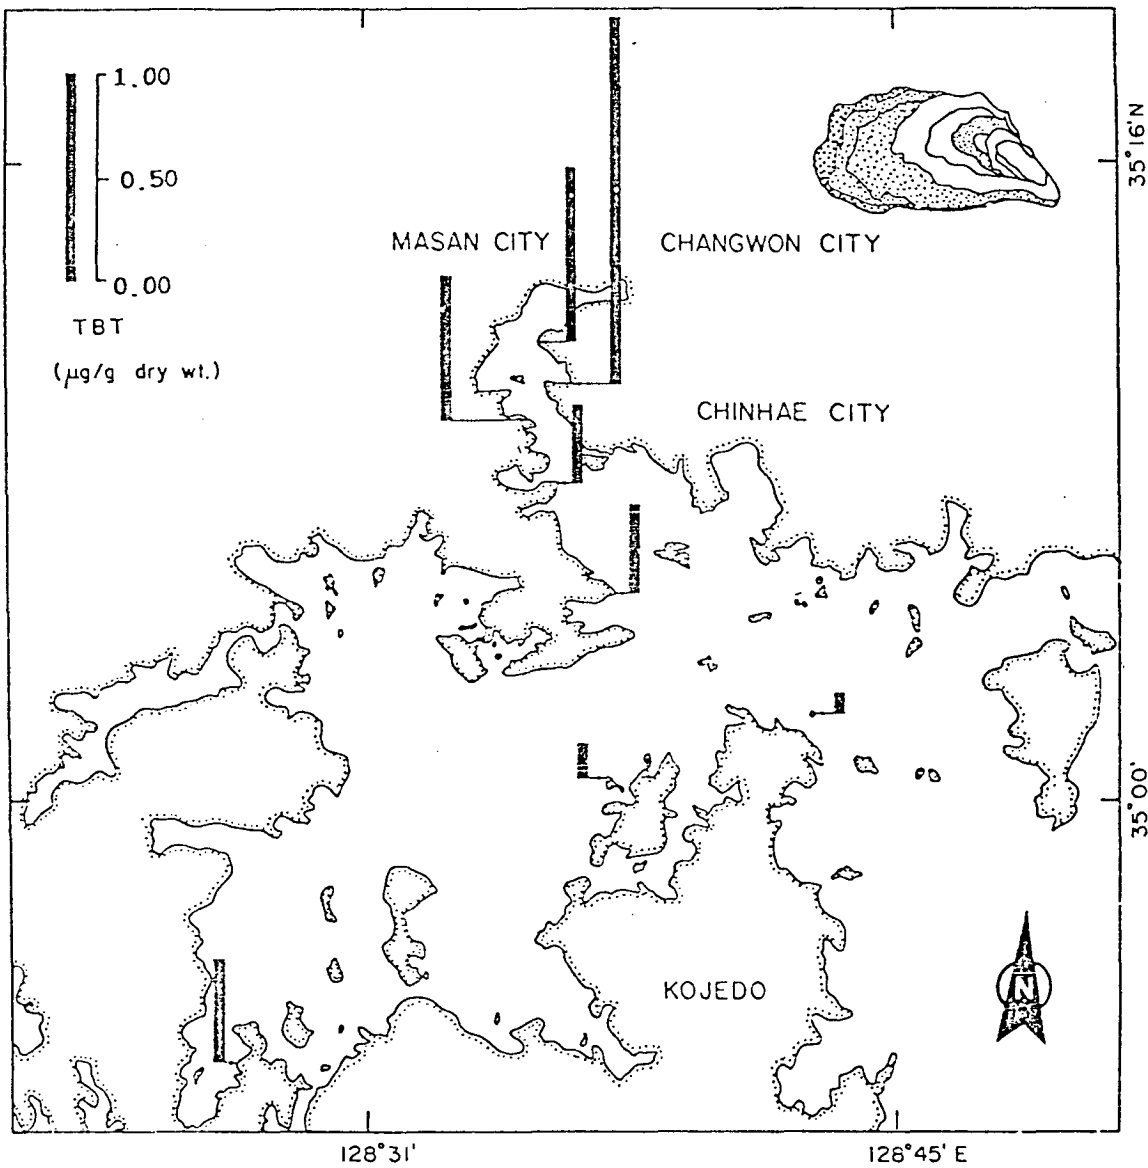 1.00
0.50
0.00
TBT
(μg/g dry wt.)
MASAN CITY
CHANGWON CITY
CHINHAE CITY
KOJEDO
N
35°16'N
35°00'
128°31'
128°45'E